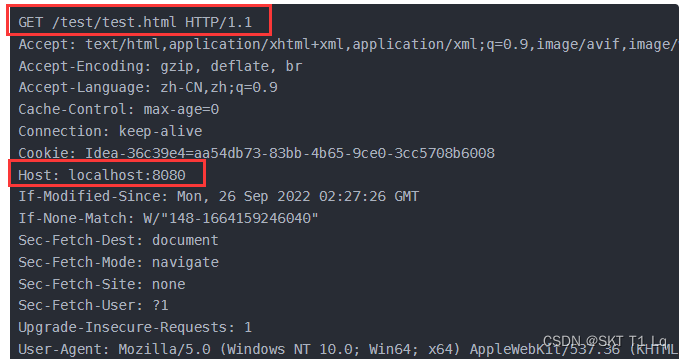 GET /test/test.html HTTP/1.1
Accept: text/html,application/xhtml+xml,application/xml;q=0.9,image/avif,image/
Accept-Encoding: gzip, deflate, br
Accept-Language: zh-CN,zh;q=0.9
Cache-Control: max-age=0
Connection: keep-alive
Cookie: Idea-36c39e4=aa54db73-83bb-4b65-9ce0-3cc5708b6008
Host: localhost:8080
If-Modified-Since: Mon, 26 Sep 2022 02:27:26 GMT
If-None-Match: W/"148-1664159246040"
Sec-Fetch-Dest: document
Sec-Fetch-Mode: navigate
Sec-Fetch-Site: none
Sec-Fetch-User: ?1
Upgrade-Insecure-Requests: 1
User-Agent: Mozilla/5.0 (Windows NT 10.0; Win64; x64) AppleWebKit/537.36 (KHTML
CSDN @SKT T1 Lq